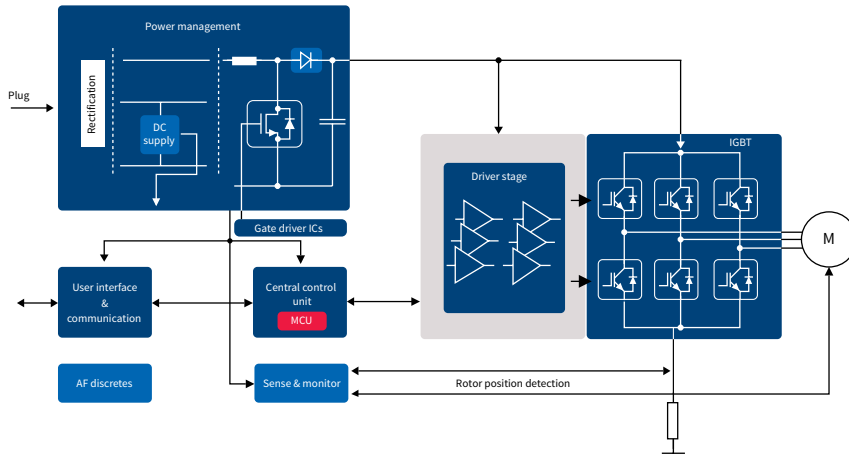 Power management
Plug
Rectification
DC
supply
IGBT
Driver stage
Gate driver ICs
M
User interface
&
communication
Central control
unit
MCU
AF discretes
Sense & monitor
Rotor position detection